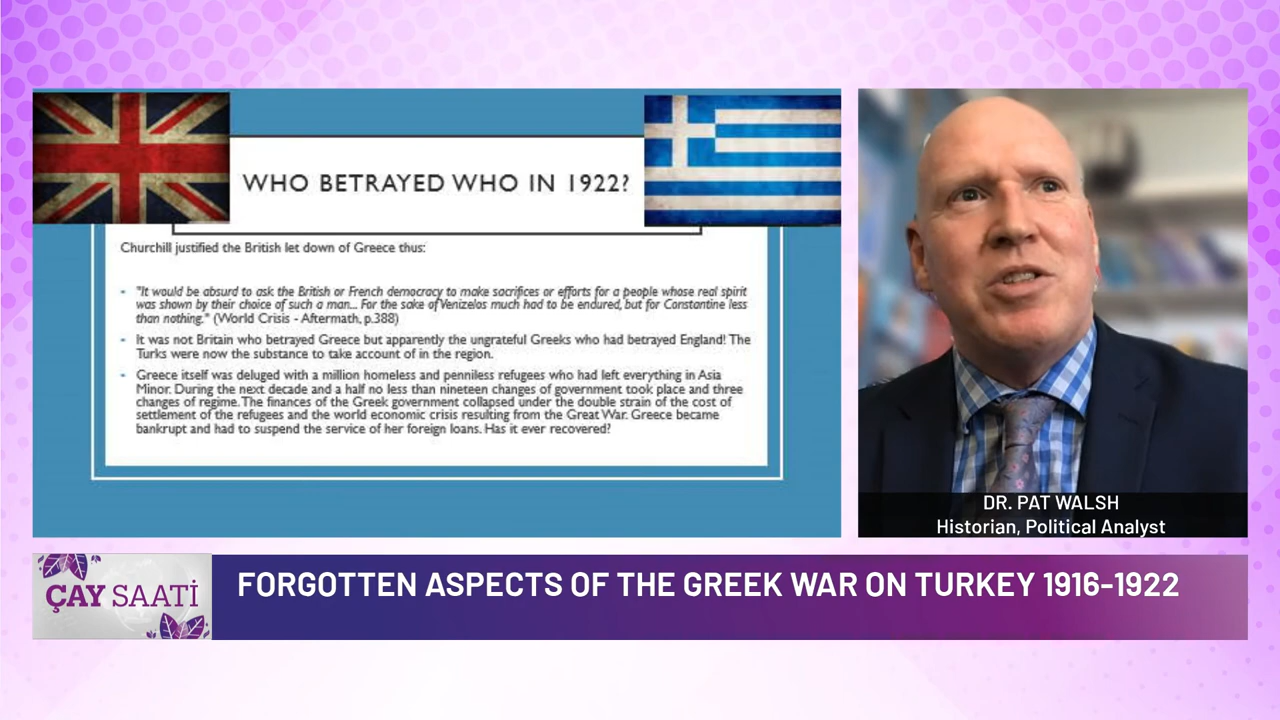 WHO BETRAYED WHO IN 1922?
Churchill justified the British let down of Greece thus:
- "It would be absurd to ask the British or French democracy to make sacrifices or efforts for a people whose real spirit
was shown by their choice of such a man... For the sake of Venizelos much had to be endured, but for Constantine less
than nothing." (World Crisis - Aftermath, p.388)
- It was not Britain who betrayed Greece but apparently the ungrateful Greeks who had betrayed England! The
Turks were now the substance to take account of in the region.
- Greece itself was deluged with a million homeless and penniless refugees who had left everything in Asia
Minor. During the next decade and a half no less than nineteen changes of government took place and three
changes of regime. The finances of the Greek government collapsed under the double strain of the cost of
settlement of the refugees and the world economic crisis resulting from the Great War. Greece became
bankrupt and had to suspend the service of her foreign loans. Has it ever recovered?
DR. PAT WALSH
Historian, Political Analyst
ÇAY SAATİ
FORGOTTEN ASPECTS OF THE GREEK WAR ON TURKEY 1916-1922